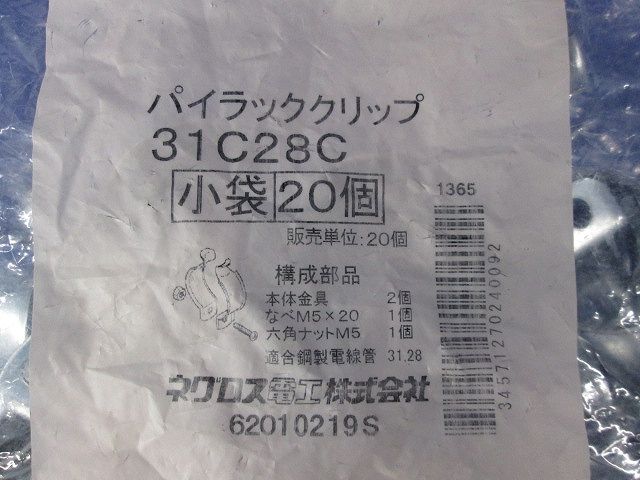 パイラッククリップ
31C28C
小袋 20個
販売単位:20個
1365
構成部品
本体金具 2個
なべM5×20 1個
六角ナットM5 1個
適合鋼製電線管 31.28
ネグロス電工株式会社
62010219S
3457127024009​2